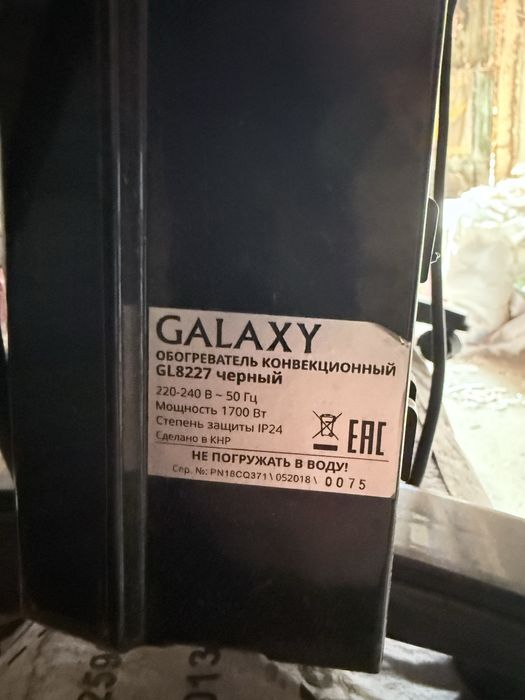 GALAXY
ОБОГРЕВАТЕЛЬ КОНВЕКЦИОННЫЙ
GL8227 черный
220-240 В ~ 50 Гц
Мощность 1700 Вт
Степень защиты IP24
Сделано в КНР
EAC
НЕ ПОГРУЖАТЬ В ВОДУ!
Сер. №: PN18CQ371\052018\ 0075